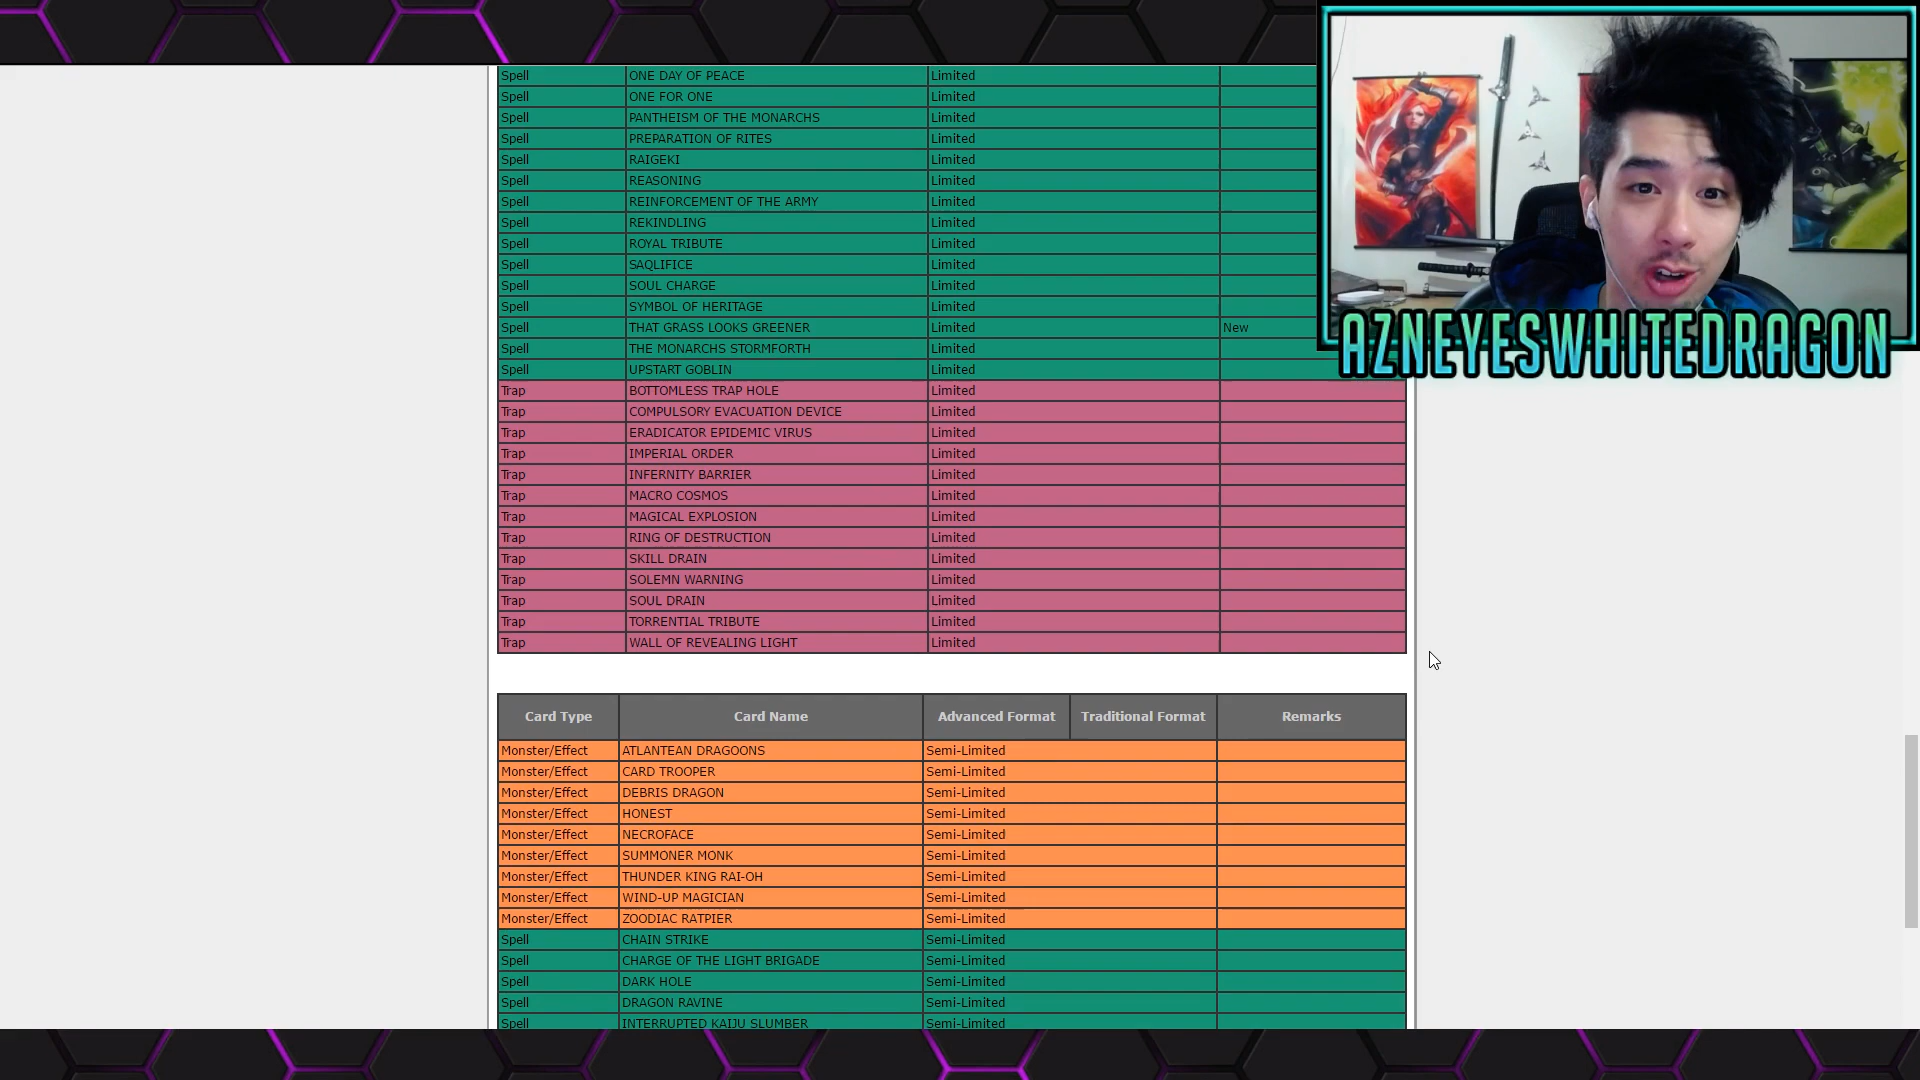 Spell ONE DAY OF PEACE Limited
Spell ONE FOR ONE Limited
Spell PANTHEISM OF THE MONARCHS Limited
Spell PREPARATION OF RITES Limited
Spell RAIGEKI Limited
Spell REASONING Limited
Spell REINFORCEMENT OF THE ARMY Limited
Spell REKINDLING Limited
Spell ROYAL TRIBUTE Limited
Spell SAQLIFICE Limited
Spell SOUL CHARGE Limited
Spell SYMBOL OF HERITAGE Limited
Spell THAT GRASS LOOKS GREENER Limited New
Spell THE MONARCHS STORMFORTH Limited
Spell UPSTART GOBLIN Limited
AZNEYESWHITEDRAGON
Trap BOTTOMLESS TRAP HOLE Limited
Trap COMPULSORY EVACUATION DEVICE Limited
Trap ERADICATOR EPIDEMIC VIRUS Limited
Trap IMPERIAL ORDER Limited
Trap INFERNITY BARRIER Limited
Trap MACRO COSMOS Limited
Trap MAGICAL EXPLOSION Limited
Trap RING OF DESTRUCTION Limited
Trap SKILL DRAIN Limited
Trap SOLEMN WARNING Limited
Trap SOUL DRAIN Limited
Trap TORRENTIAL TRIBUTE Limited
Trap WALL OF REVEALING LIGHT Limited
Card Type Card Name Advanced Format Traditional Format Remarks
Monster/Effect ATLANTEAN DRAGOONS Semi-Limited
Monster/Effect CARD TROOPER Semi-Limited
Monster/Effect DEBRIS DRAGON Semi-Limited
Monster/Effect HONEST Semi-Limited
Monster/Effect NECROFACE Semi-Limited
Monster/Effect SUMMONER MONK Semi-Limited
Monster/Effect THUNDER KING RAI-OH Semi-Limited
Monster/Effect WIND-UP MAGICIAN Semi-Limited
Monster/Effect ZOODIAC RATPIER Semi-Limited
Spell CHAIN STRIKE Semi-Limited
Spell CHARGE OF THE LIGHT BRIGADE Semi-Limited
Spell DARK HOLE Semi-Limited
Spell DRAGON RAVINE Semi-Limited
Spell INTERRUPTED KAIJU SLUMBER Semi-Limited